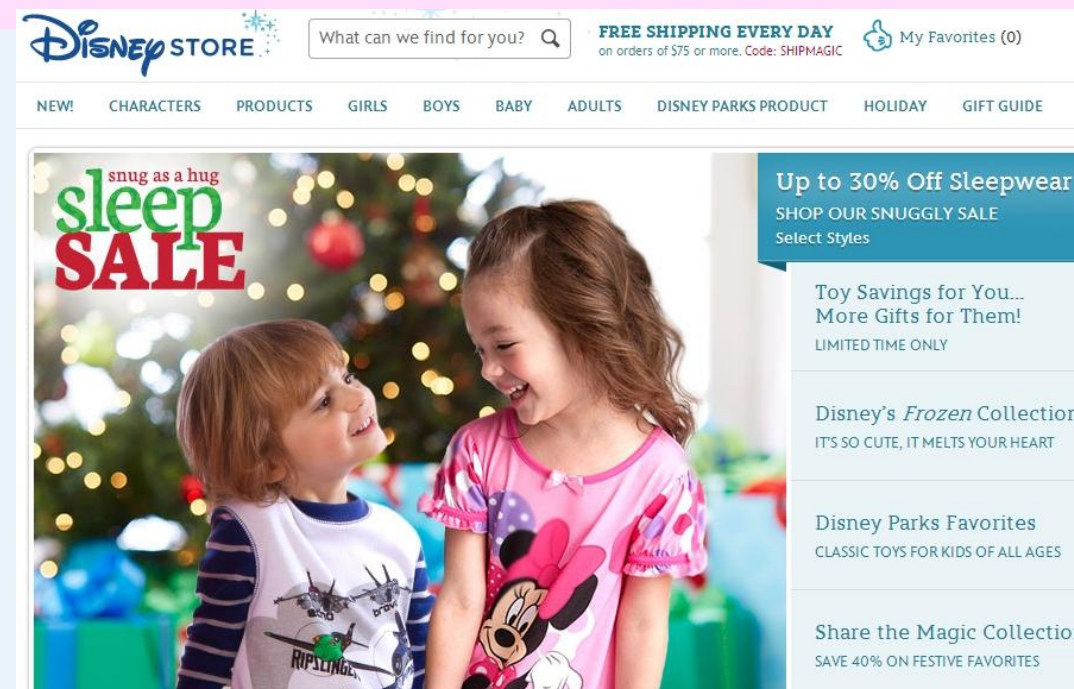 Disney STORE
What can we find for you?
FREE SHIPPING EVERY DAY
on orders of $75 or more. Code: SHIPMAGIC
My Favorites (0)
NEW! CHARACTERS PRODUCTS GIRLS BOYS BABY ADULTS DISNEY PARKS PRODUCT HOLIDAY GIFT GUIDE
snug as a hug
sleep
SALE
Up to 30% Off Sleepwear
SHOP OUR SNUGGLY SALE
Select Styles
Toy Savings for You...
More Gifts for Them!
LIMITED TIME ONLY
Disney's Frozen Collection
IT'S SO CUTE, IT MELTS YOUR HEART
Disney Parks Favorites
CLASSIC TOYS FOR KIDS OF ALL AGES
Share the Magic Collectio
SAVE 40% ON FESTIVE FAVORITES
echo bravo
RIPSLINGER